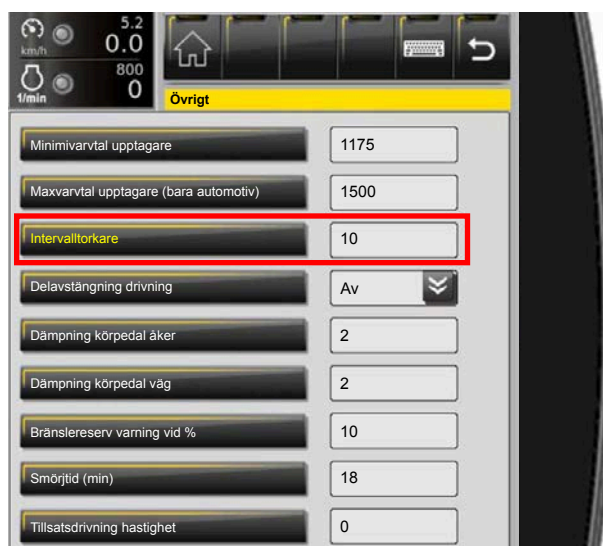 5.2
km/h 0.0
800
1/min 0
Övrigt
Minimivarvtal upptagare 1175
Maxvarvtal upptagare (bara automotiv) 1500
Intervalltorkare 10
Delavstängning drivning Av
Dämpning körpedal åker 2
Dämpning körpedal väg 2
Bränslereserv varning vid % 10
Smörjtid (min) 18
Tillsatsdrivning hastighet 0